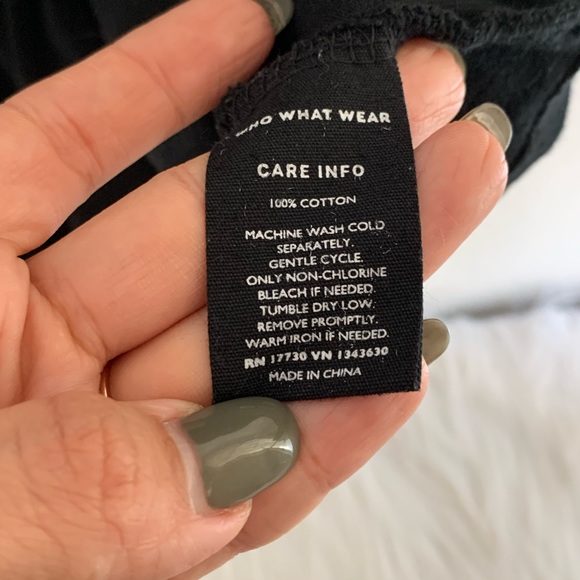 WHO WHAT WEAR
CARE INFO
100% COTTON
MACHINE WASH COLD
SEPARATELY.
GENTLE CYCLE.
ONLY NON-CHLORINE
BLEACH IF NEEDED.
TUMBLE DRY LOW.
REMOVE PROMPTLY.
WARM IRON IF NEEDED.
RN 17730 VN 1343630
MADE IN CHINA